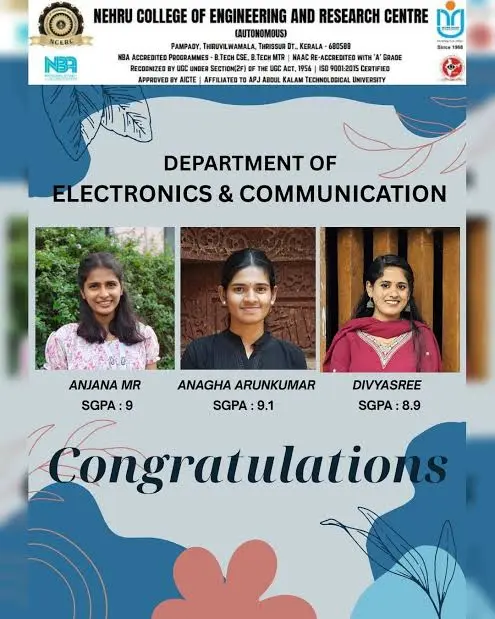 NEHRU COLLEGE OF ENGINEERING AND RESEARCH CENTRE
(AUTONOMOUS)
PAMPADY, THIRUVILWAMALA, THRISSUR DT., KERALA - 680588
NBA ACCREDITED PROGRAMMES - B.TECH CSE, B.TECH MTR | NAAC RE-ACCREDITED WITH 'A' GRADE
RECOGNIZED BY UGC UNDER SECTION2(F) OF THE UGC ACT, 1956 | ISO 9001:2015 CERTIFIED
APPROVED BY AICTE | AFFILIATED TO APJ ABDUL KALAM TECHNOLOGICAL UNIVERSITY
NCERC
NBA
Since 1968
DEPARTMENT OF
ELECTRONICS & COMMUNICATION
ANJANA MR
SGPA : 9
ANAGHA ARUNKUMAR
SGPA : 9.1
DIVYASREE
SGPA : 8.9
Congratulations